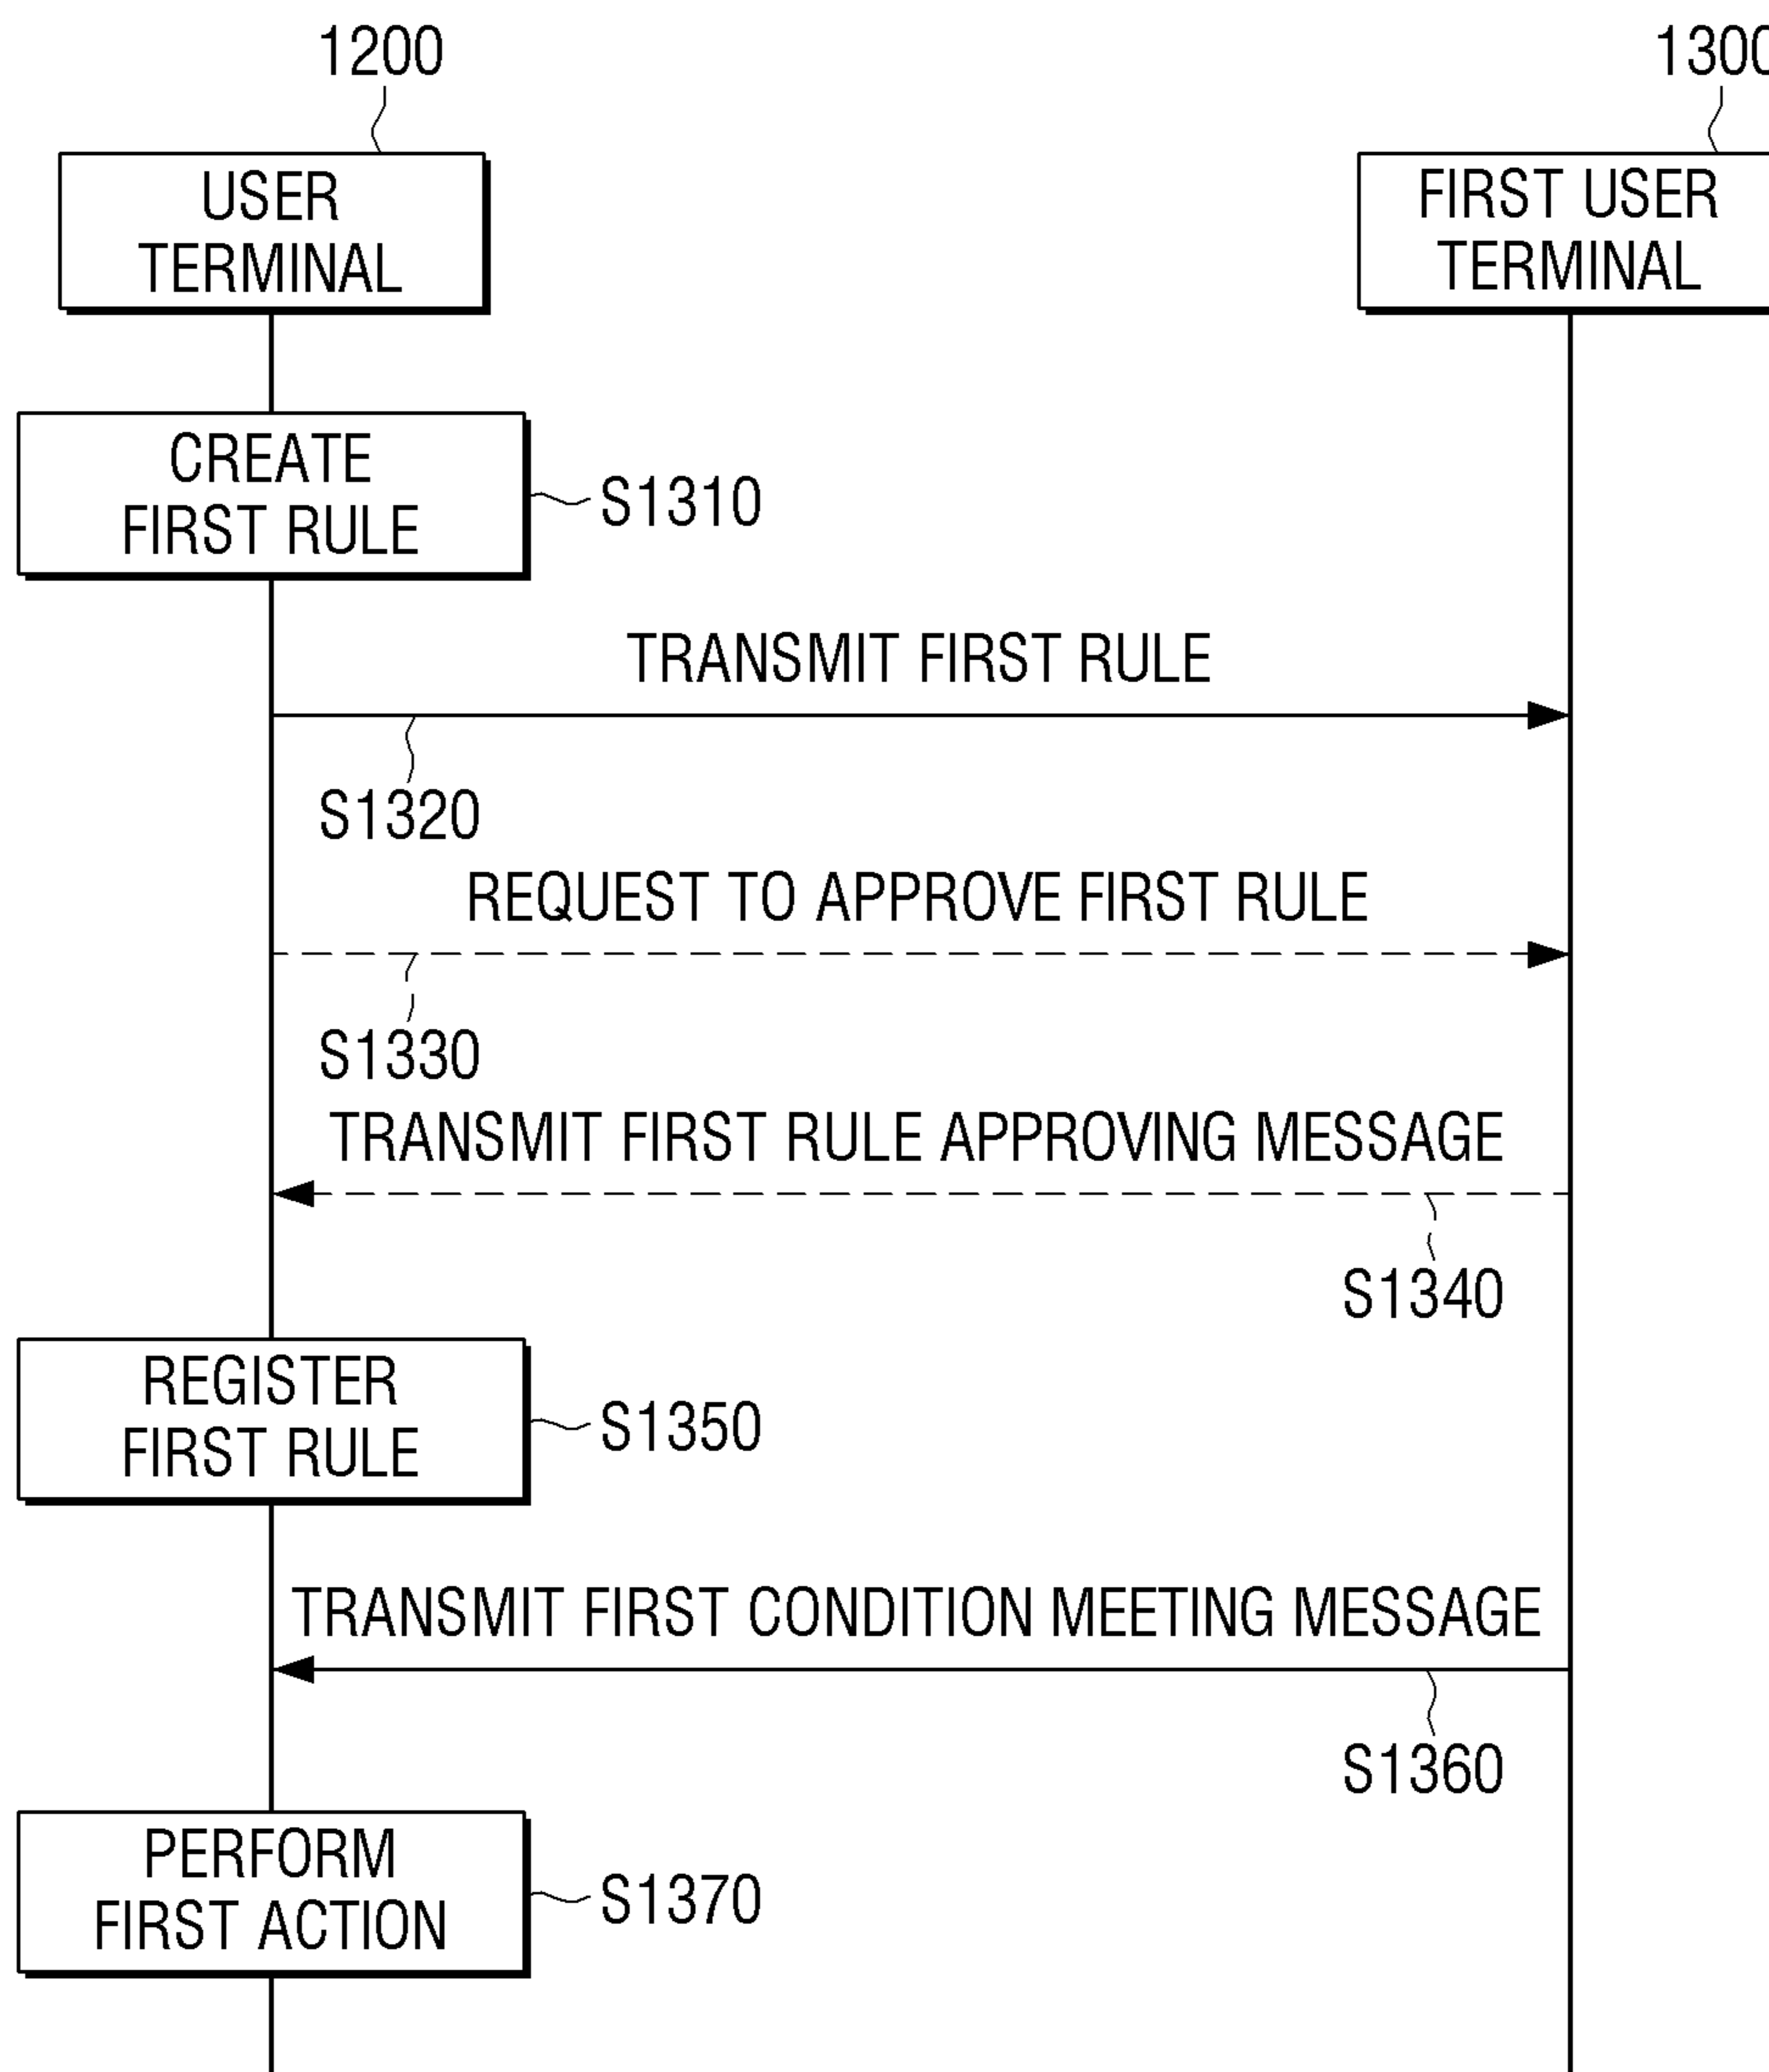 1200
1300
USER
TERMINAL
FIRST USER
TERMINAL
CREATE
FIRST RULE
S1310
TRANSMIT FIRST RULE
S1320
REQUEST TO APPROVE FIRST RULE
S1330
TRANSMIT FIRST RULE APPROVING MESSAGE
S1340
REGISTER
FIRST RULE
S1350
TRANSMIT FIRST CONDITION MEETING MESSAGE
S1360
PERFORM
FIRST ACTION
S1370